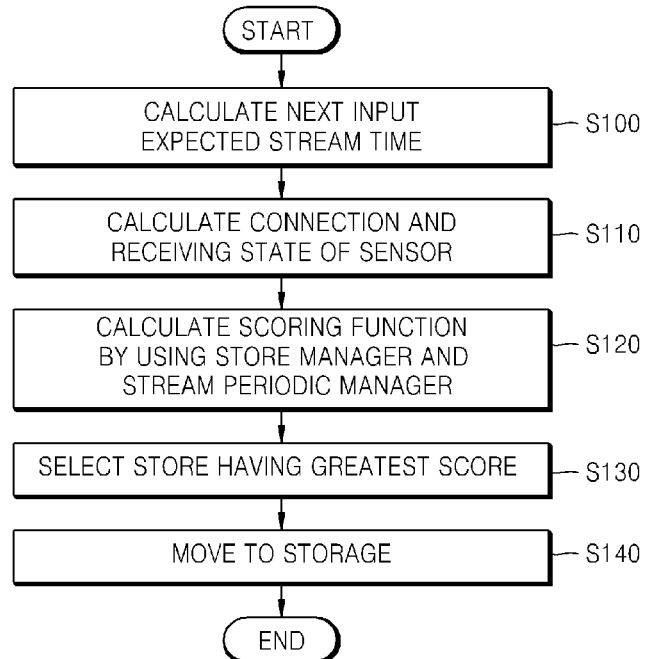 START
CALCULATE NEXT INPUT
EXPECTED STREAM TIME
S100
CALCULATE CONNECTION AND
RECEIVING STATE OF SENSOR
S110
CALCULATE SCORING FUNCTION
BY USING STORE MANAGER AND
STREAM PERIODIC MANAGER
S120
SELECT STORE HAVING GREATEST SCORE
S130
MOVE TO STORAGE
S140
END